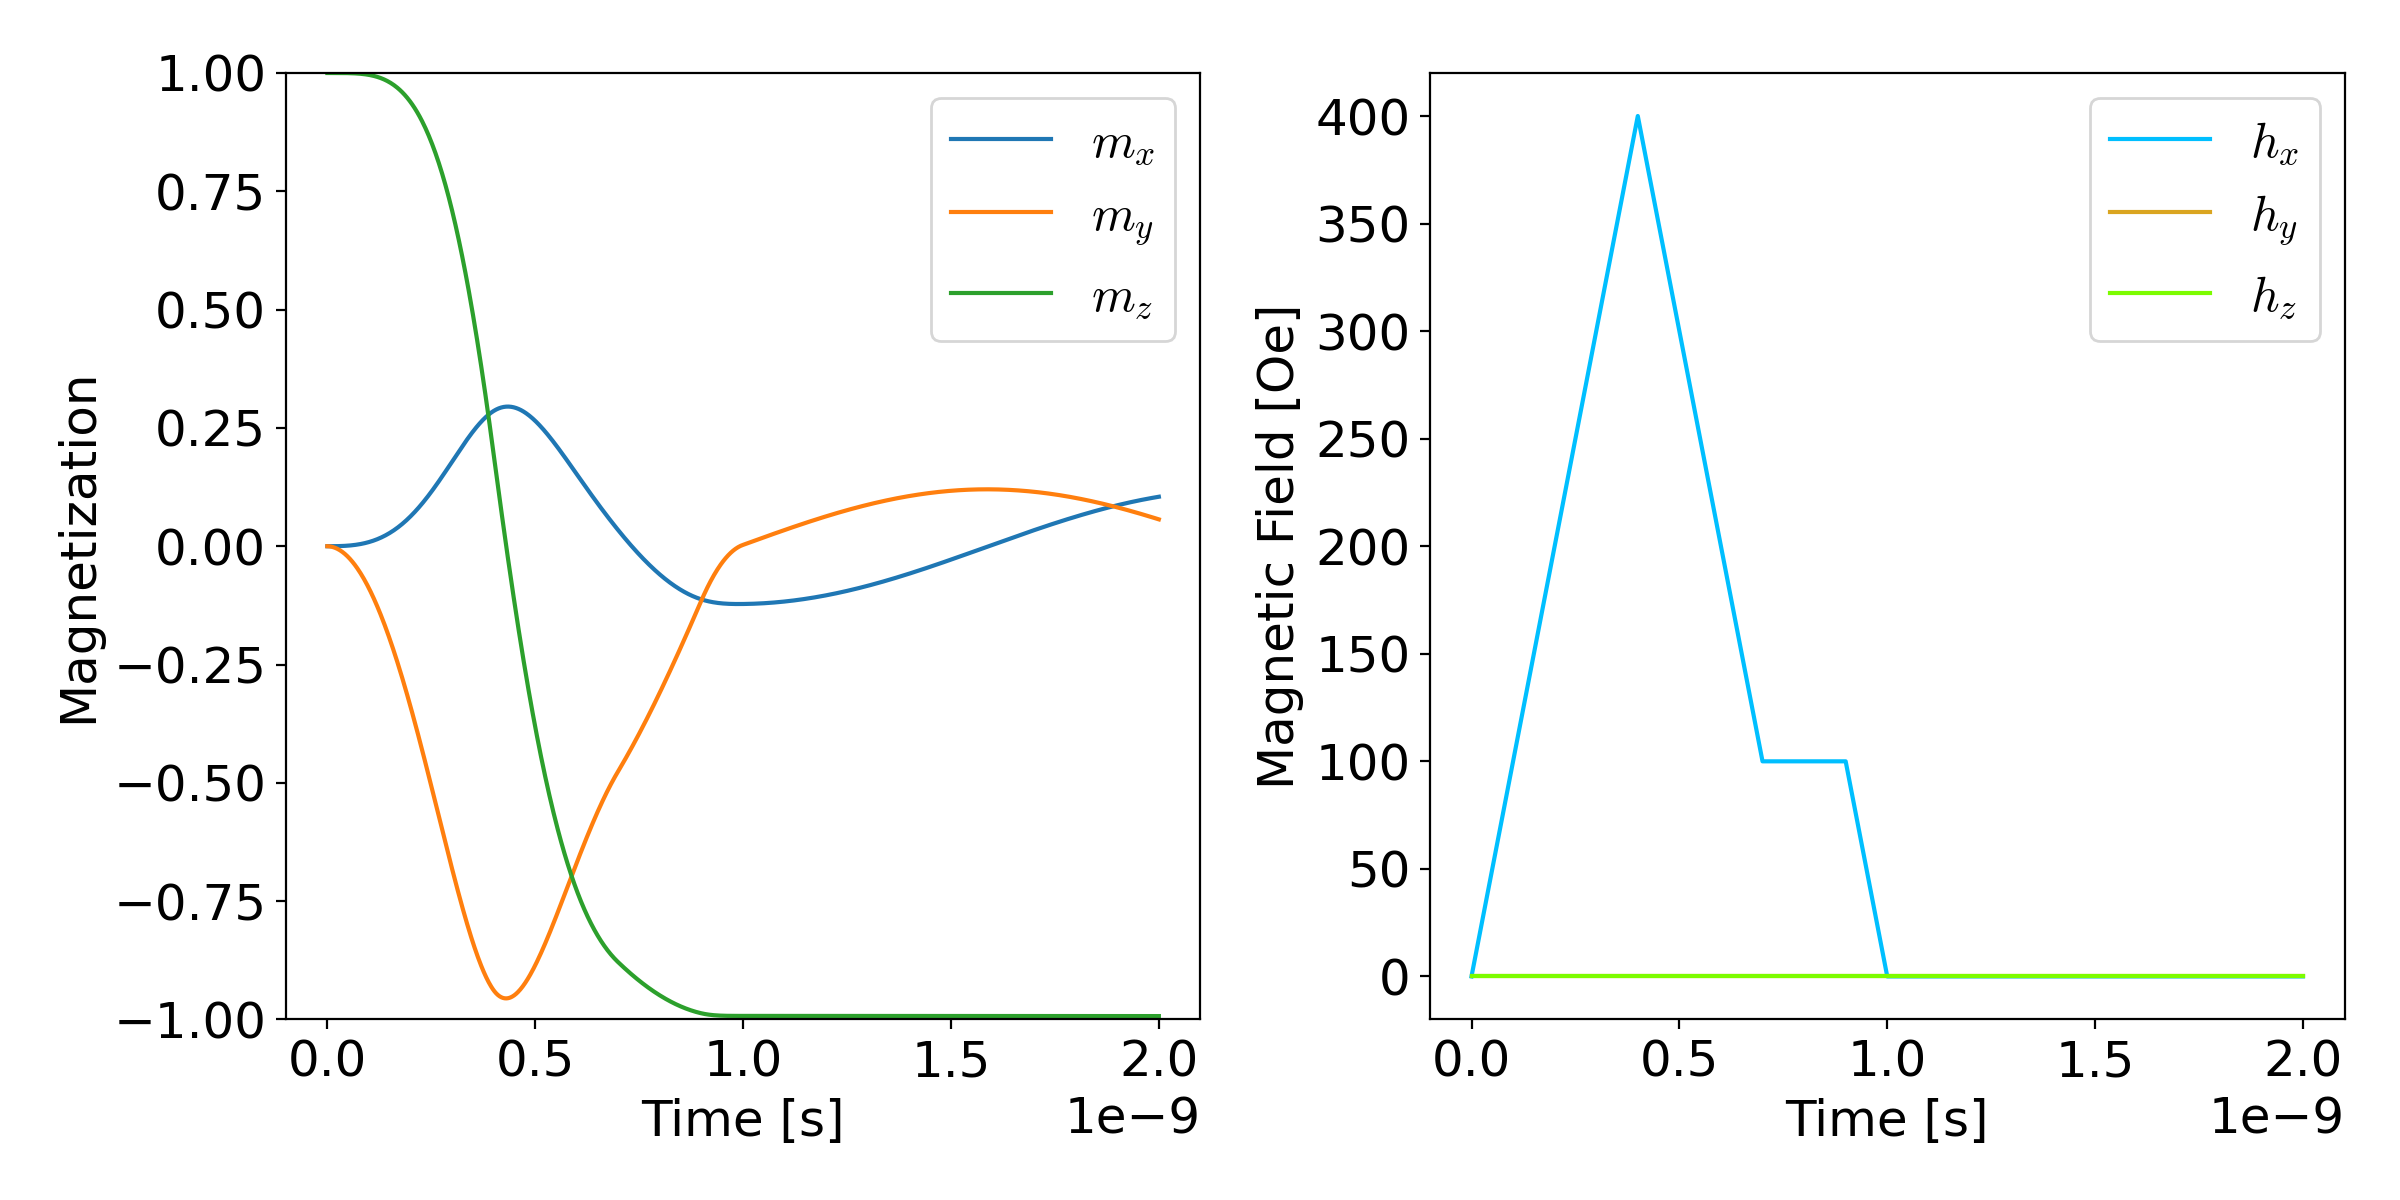 1.00
0.75
0.50
0.25
0.00
−0.25
−0.50
−0.75
−1.00
Magnetization
0.0 0.5 1.0 1.5 2.0
Time [s]
1e−9
m_x
m_y
m_z
400
350
300
250
200
150
100
50
0
Magnetic Field [Oe]
0.0 0.5 1.0 1.5 2.0
Time [s]
1e−9
h_x
h_y
h_z